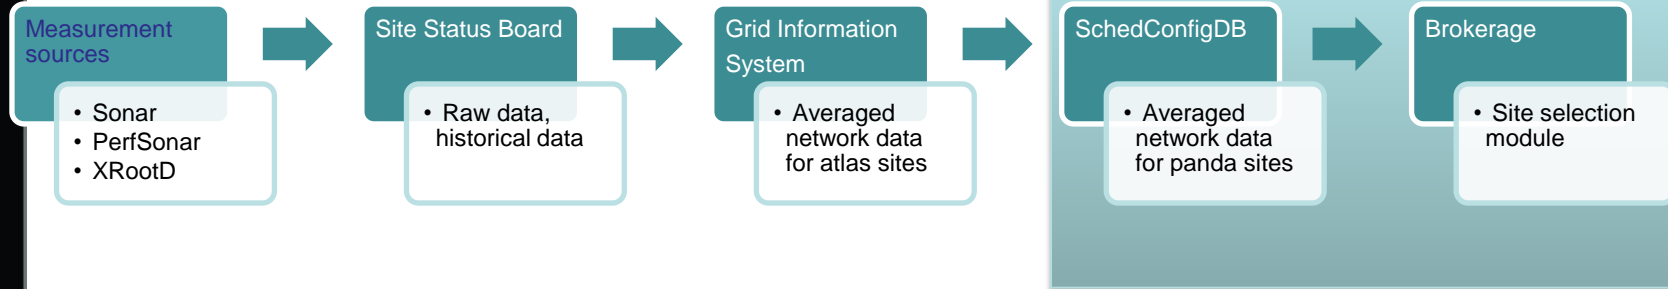 Measurement
sources
• Sonar
• PerfSonar
• XRootD
Site Status Board
• Raw data,
historical data
Grid Information
System
• Averaged
network data
for atlas sites
SchedConfigDB
• Averaged
network data
for panda sites
Brokerage
• Site selection
module